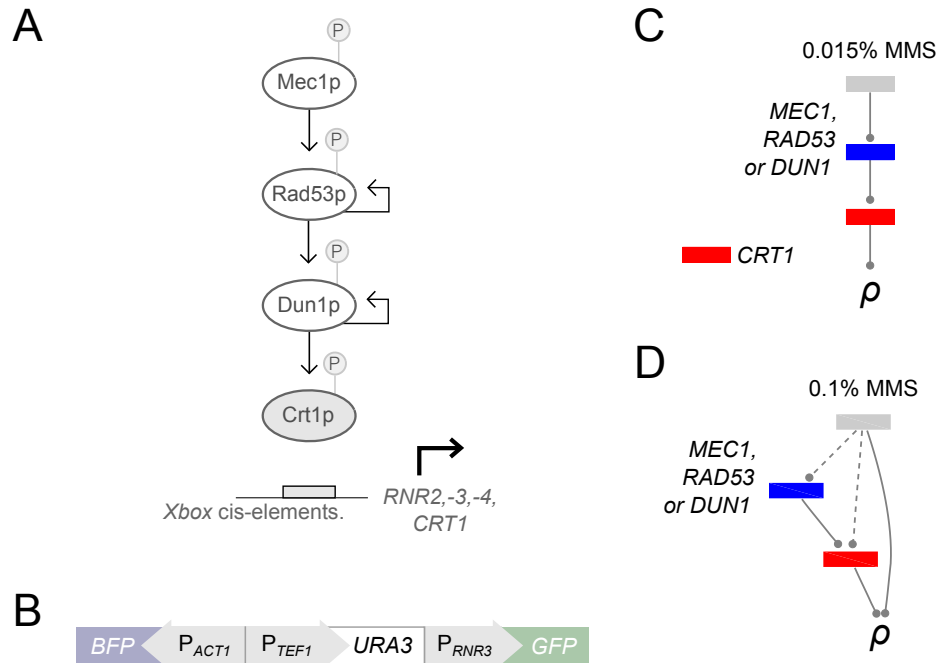 A
P
Mec1p
P
Rad53p
P
Dun1p
P
Crt1p
Xbox cis-elements.
RNR2,-3,-4,
CRT1
B
BFP
PACT1
PTEF1
URA3
PRNR3
GFP
C
0.015% MMS
MEC1,
RAD53
or DUN1
CRT1
ρ
D
0.1% MMS
MEC1,
RAD53
or DUN1
ρ